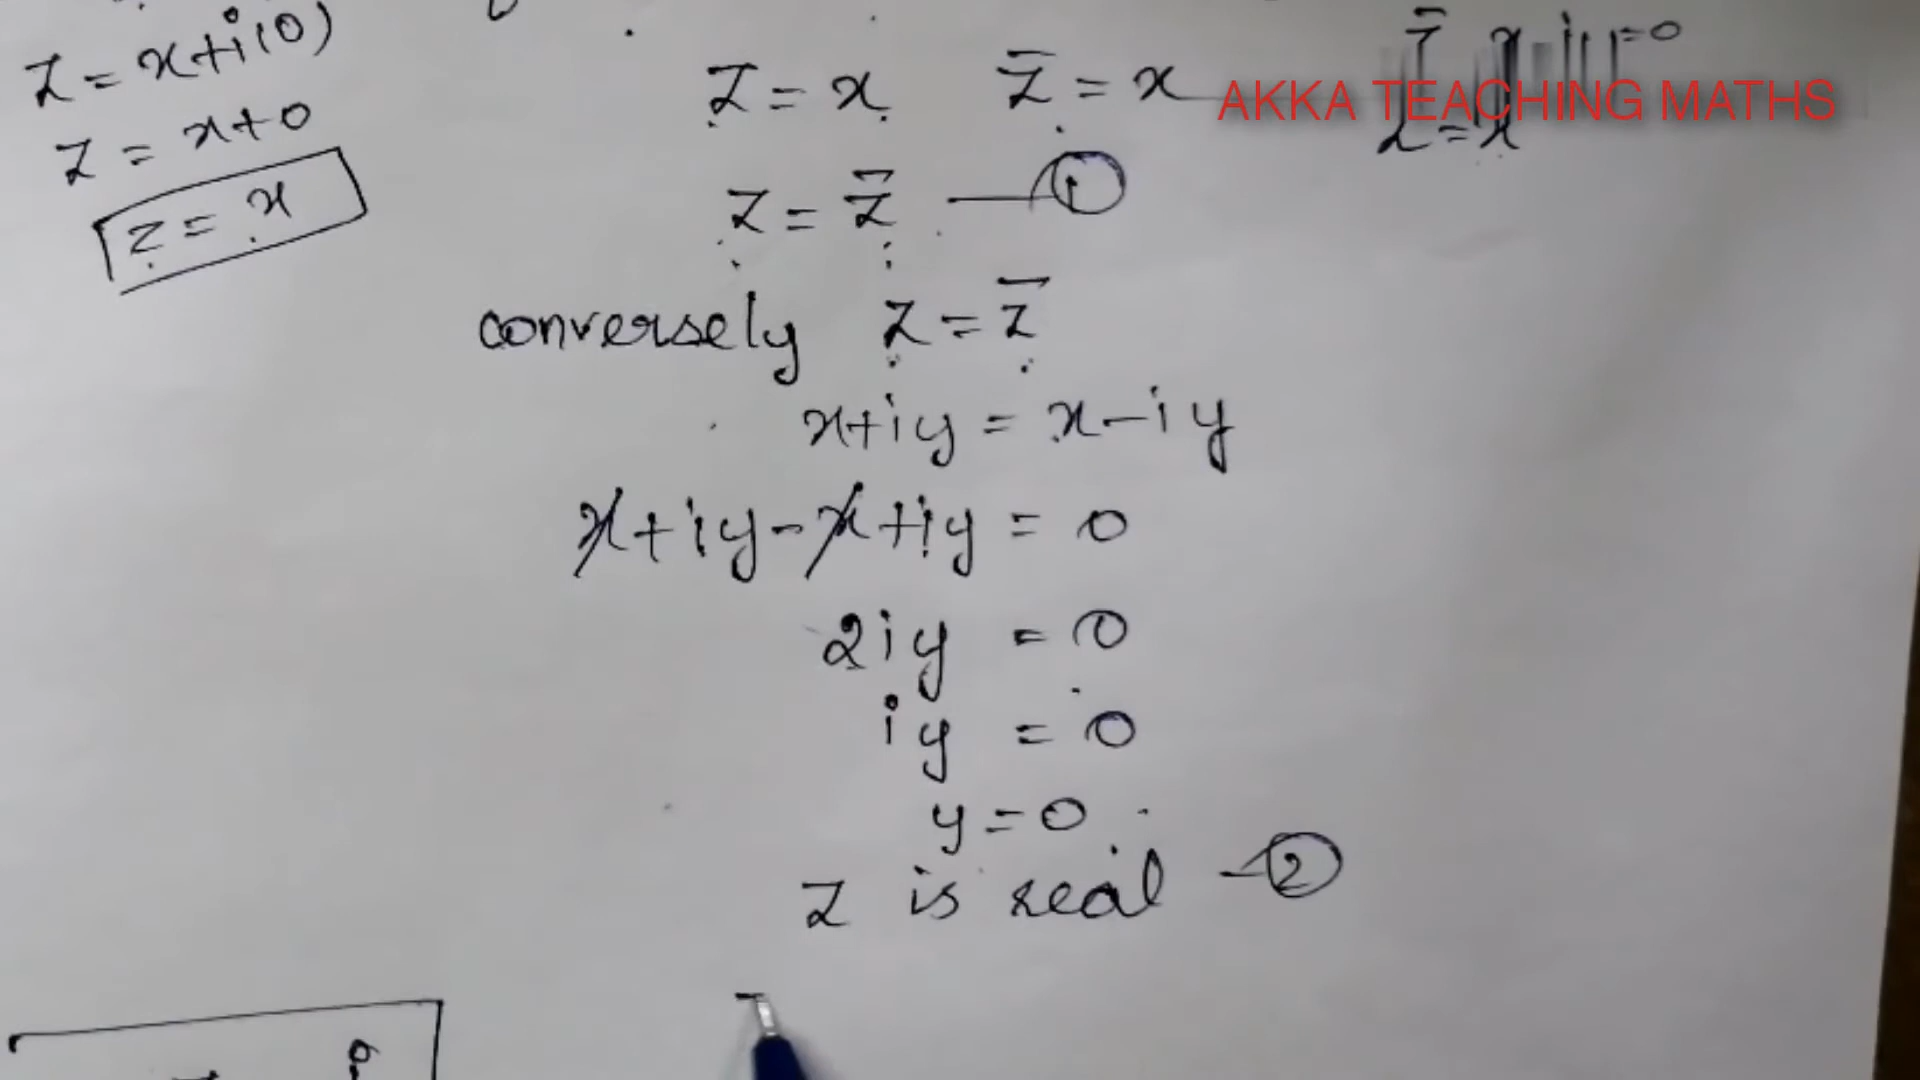 z = x+i(0)
z = x+0
z = x
z = x z̄ = x
z = z̄ — ①
AKKA TEACHING MATHS
conversely z = z̄
x+iy = x-iy
x+iy-x+iy = 0
2iy = 0
iy = 0
y=0
z is real — ②